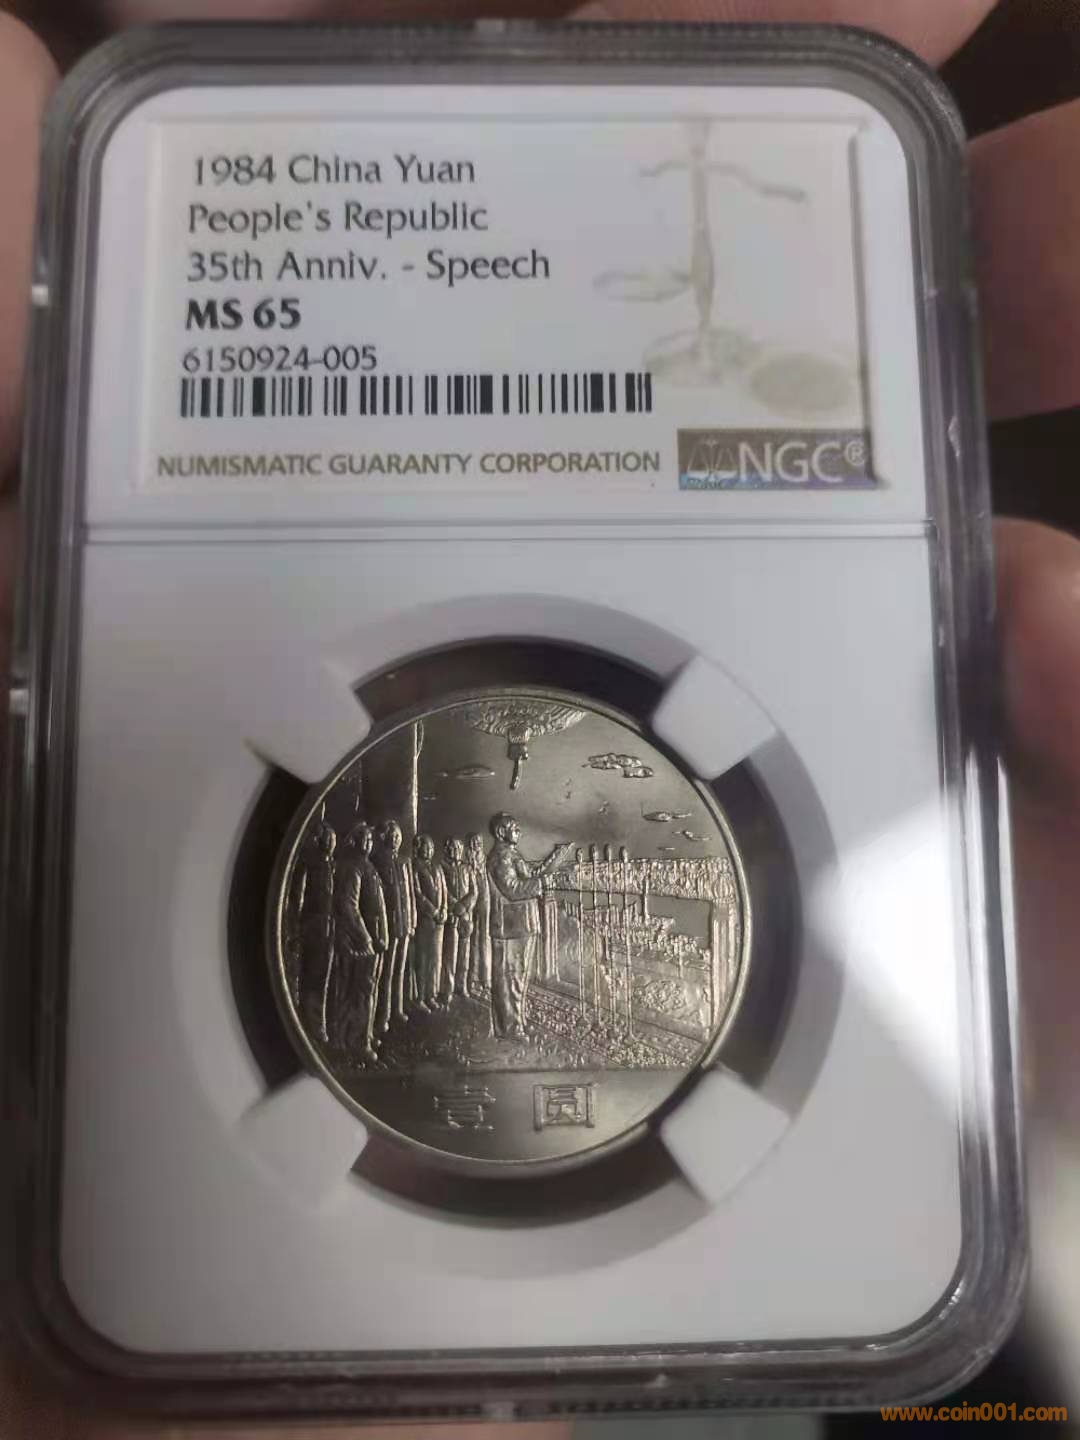 1984 China Yuan
People's Republic
35th Anniv. - Speech
MS 65
6150924-005
NUMISMATIC GUARANTY CORPORATION
NGC®
壹圆
www.coin001.com